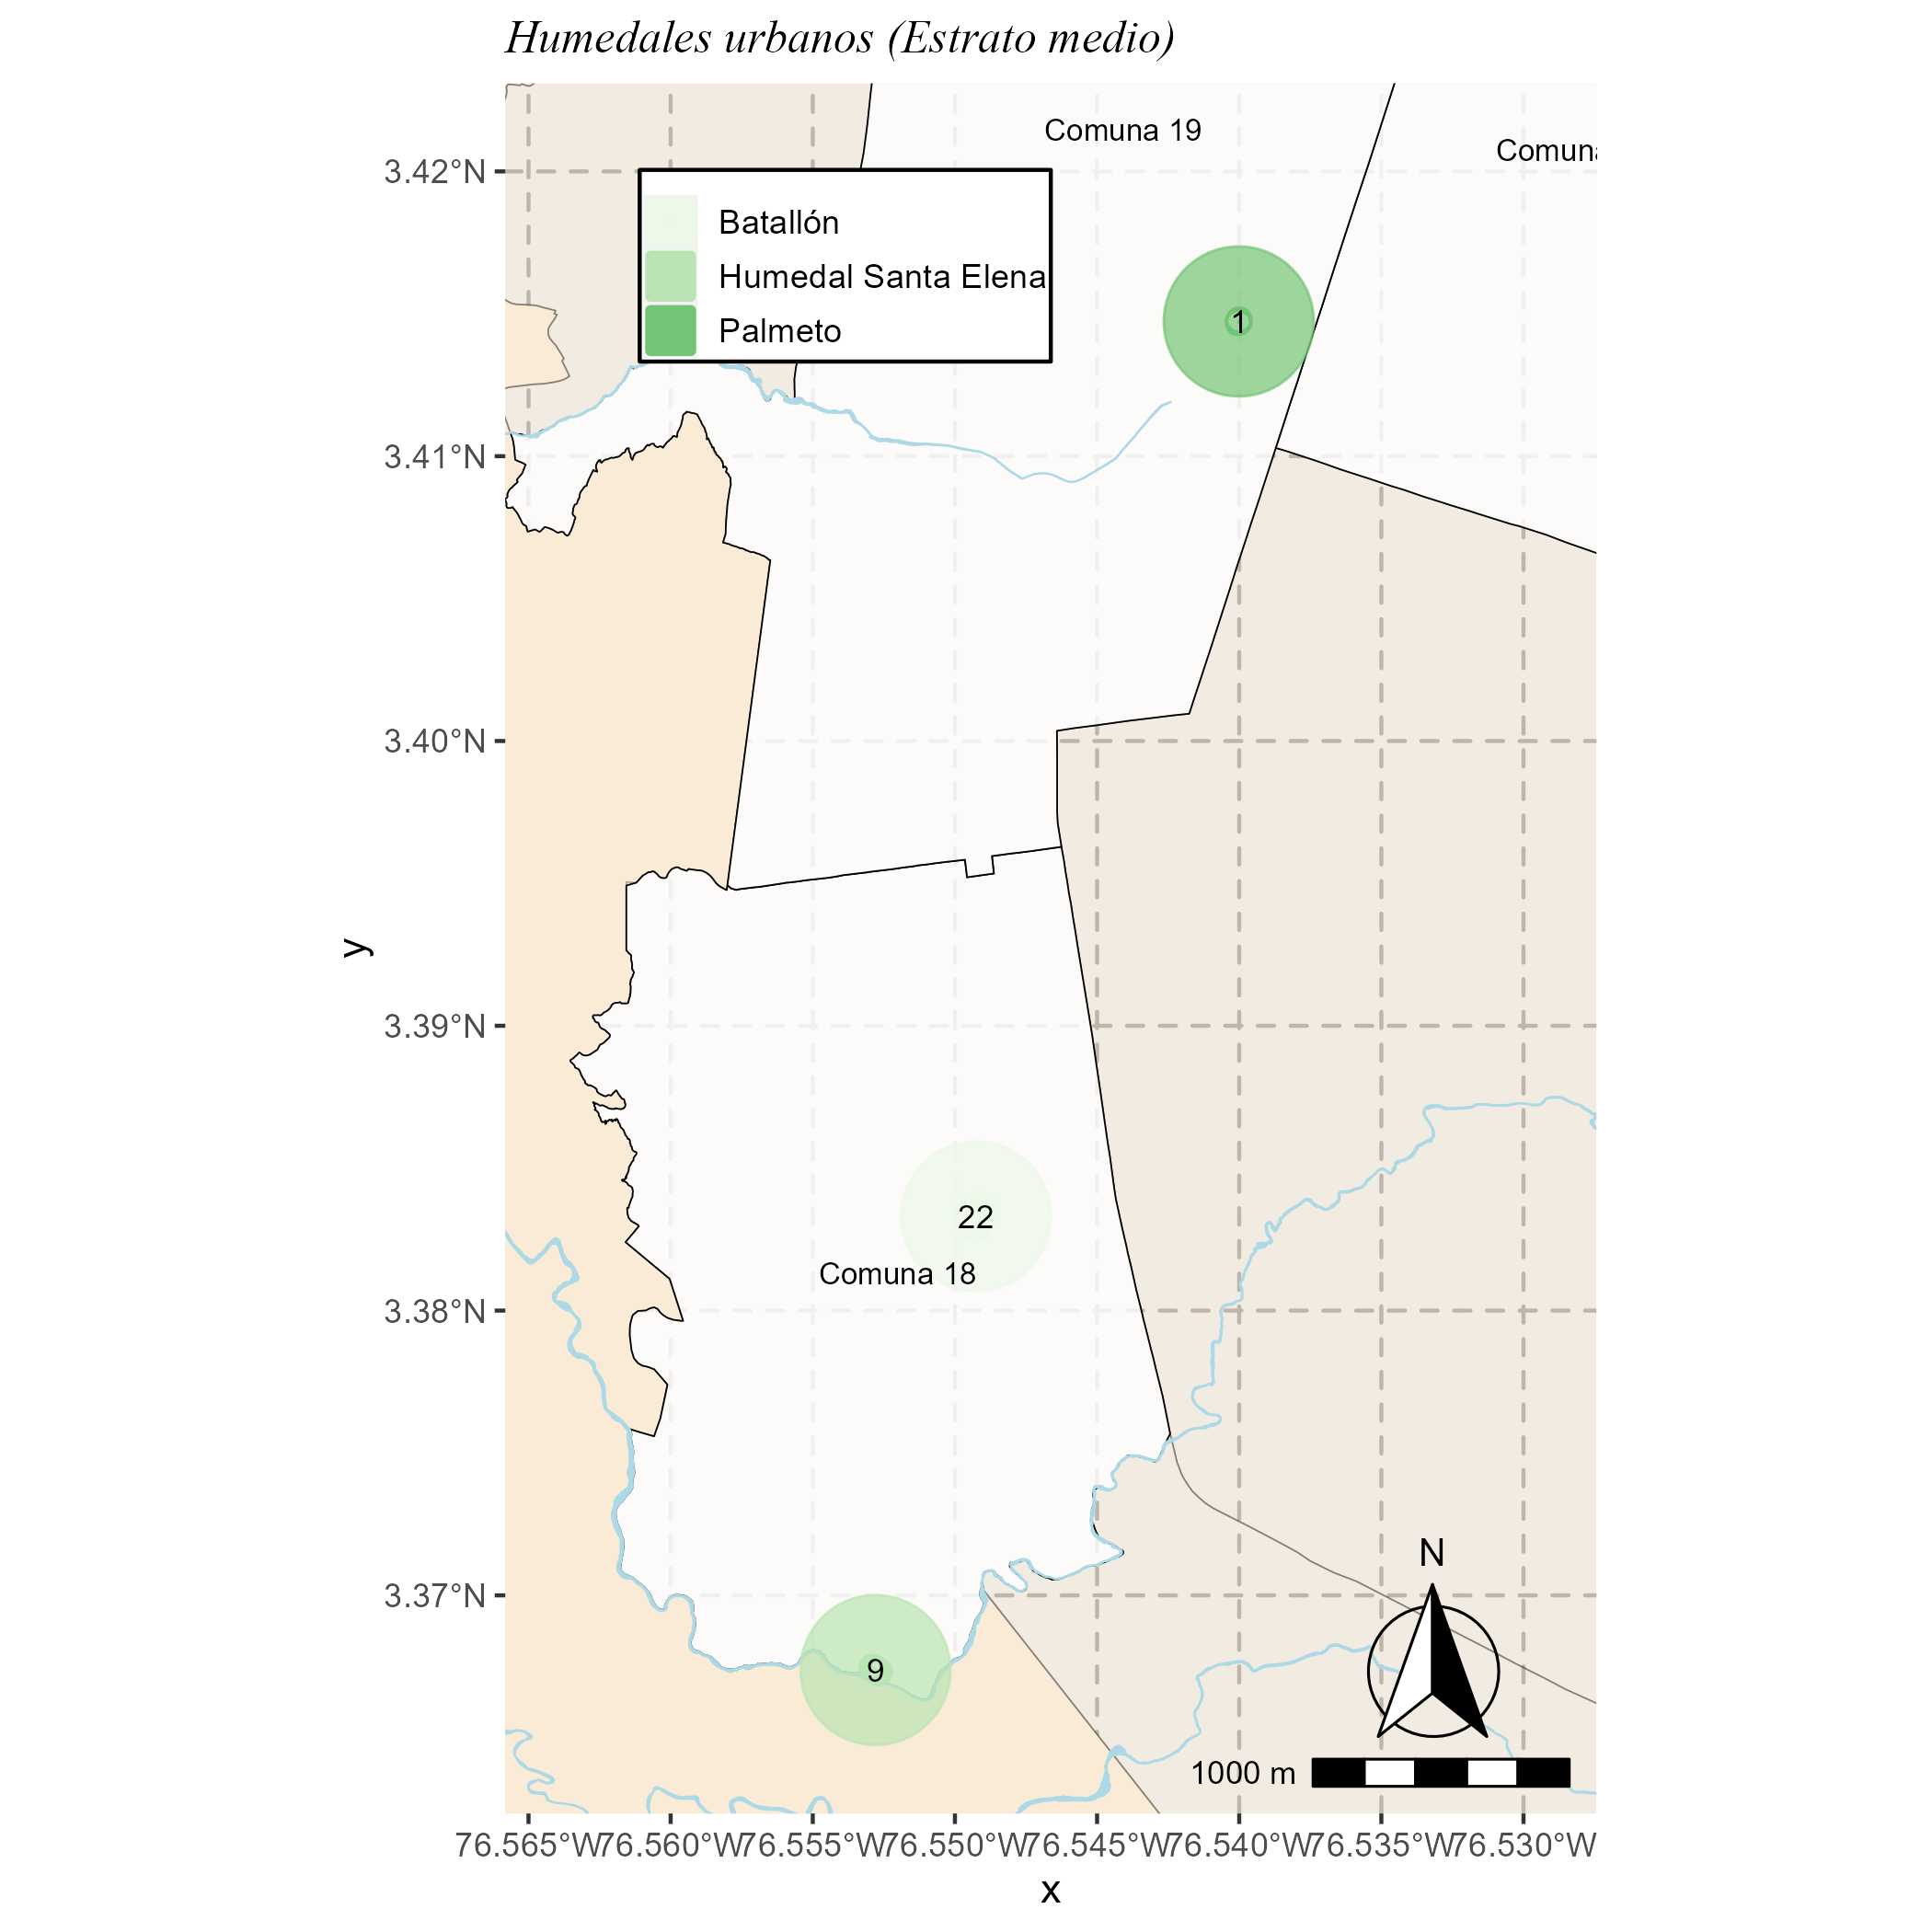 Humedales urbanos (Estrato medio)
Comuna 19
Comuna
3.42°N
Batallón
Humedal Santa Elena
Palmeto
1
3.41°N
3.40°N
y
3.39°N
22
Comuna 18
3.38°N
N
3.37°N
9
1000 m
76.565°W 76.560°W 76.555°W 76.550°W 76.545°W 76.540°W 76.535°W 76.530°W
x